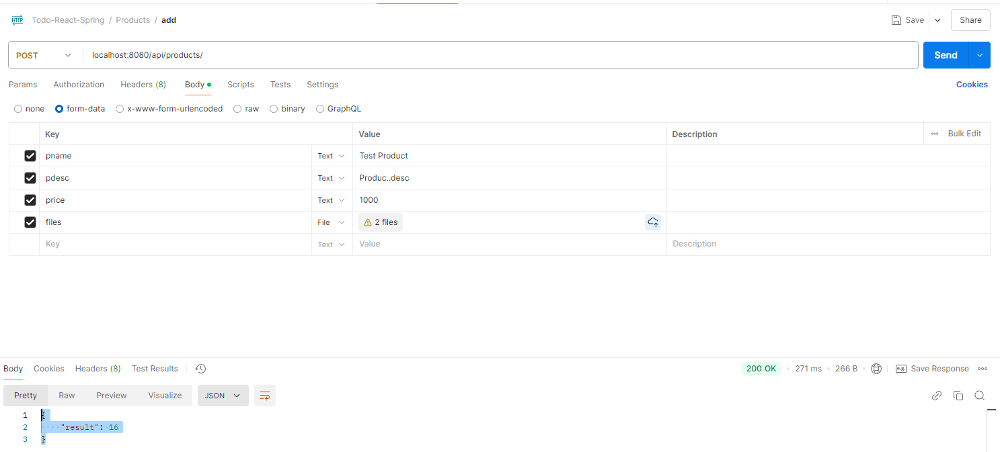 HTTP Todo-React-Spring / Products / add Save Share
POST localhost:8080/api/products/ Send
Params Authorization Headers (8) Body Scripts Tests Settings Cookies
none form-data x-www-form-urlencoded raw binary GraphQL
Key Value Description Bulk Edit
pname Text Test Product
pdesc Text Produc..desc
price Text 1000
files File 2 files
Key Text Value Description
Body Cookies Headers (8) Test Results 200 OK 271 ms 266 B e.g. Save Response
Pretty Raw Preview Visualize JSON
1 {
2 "result": 16
3 }